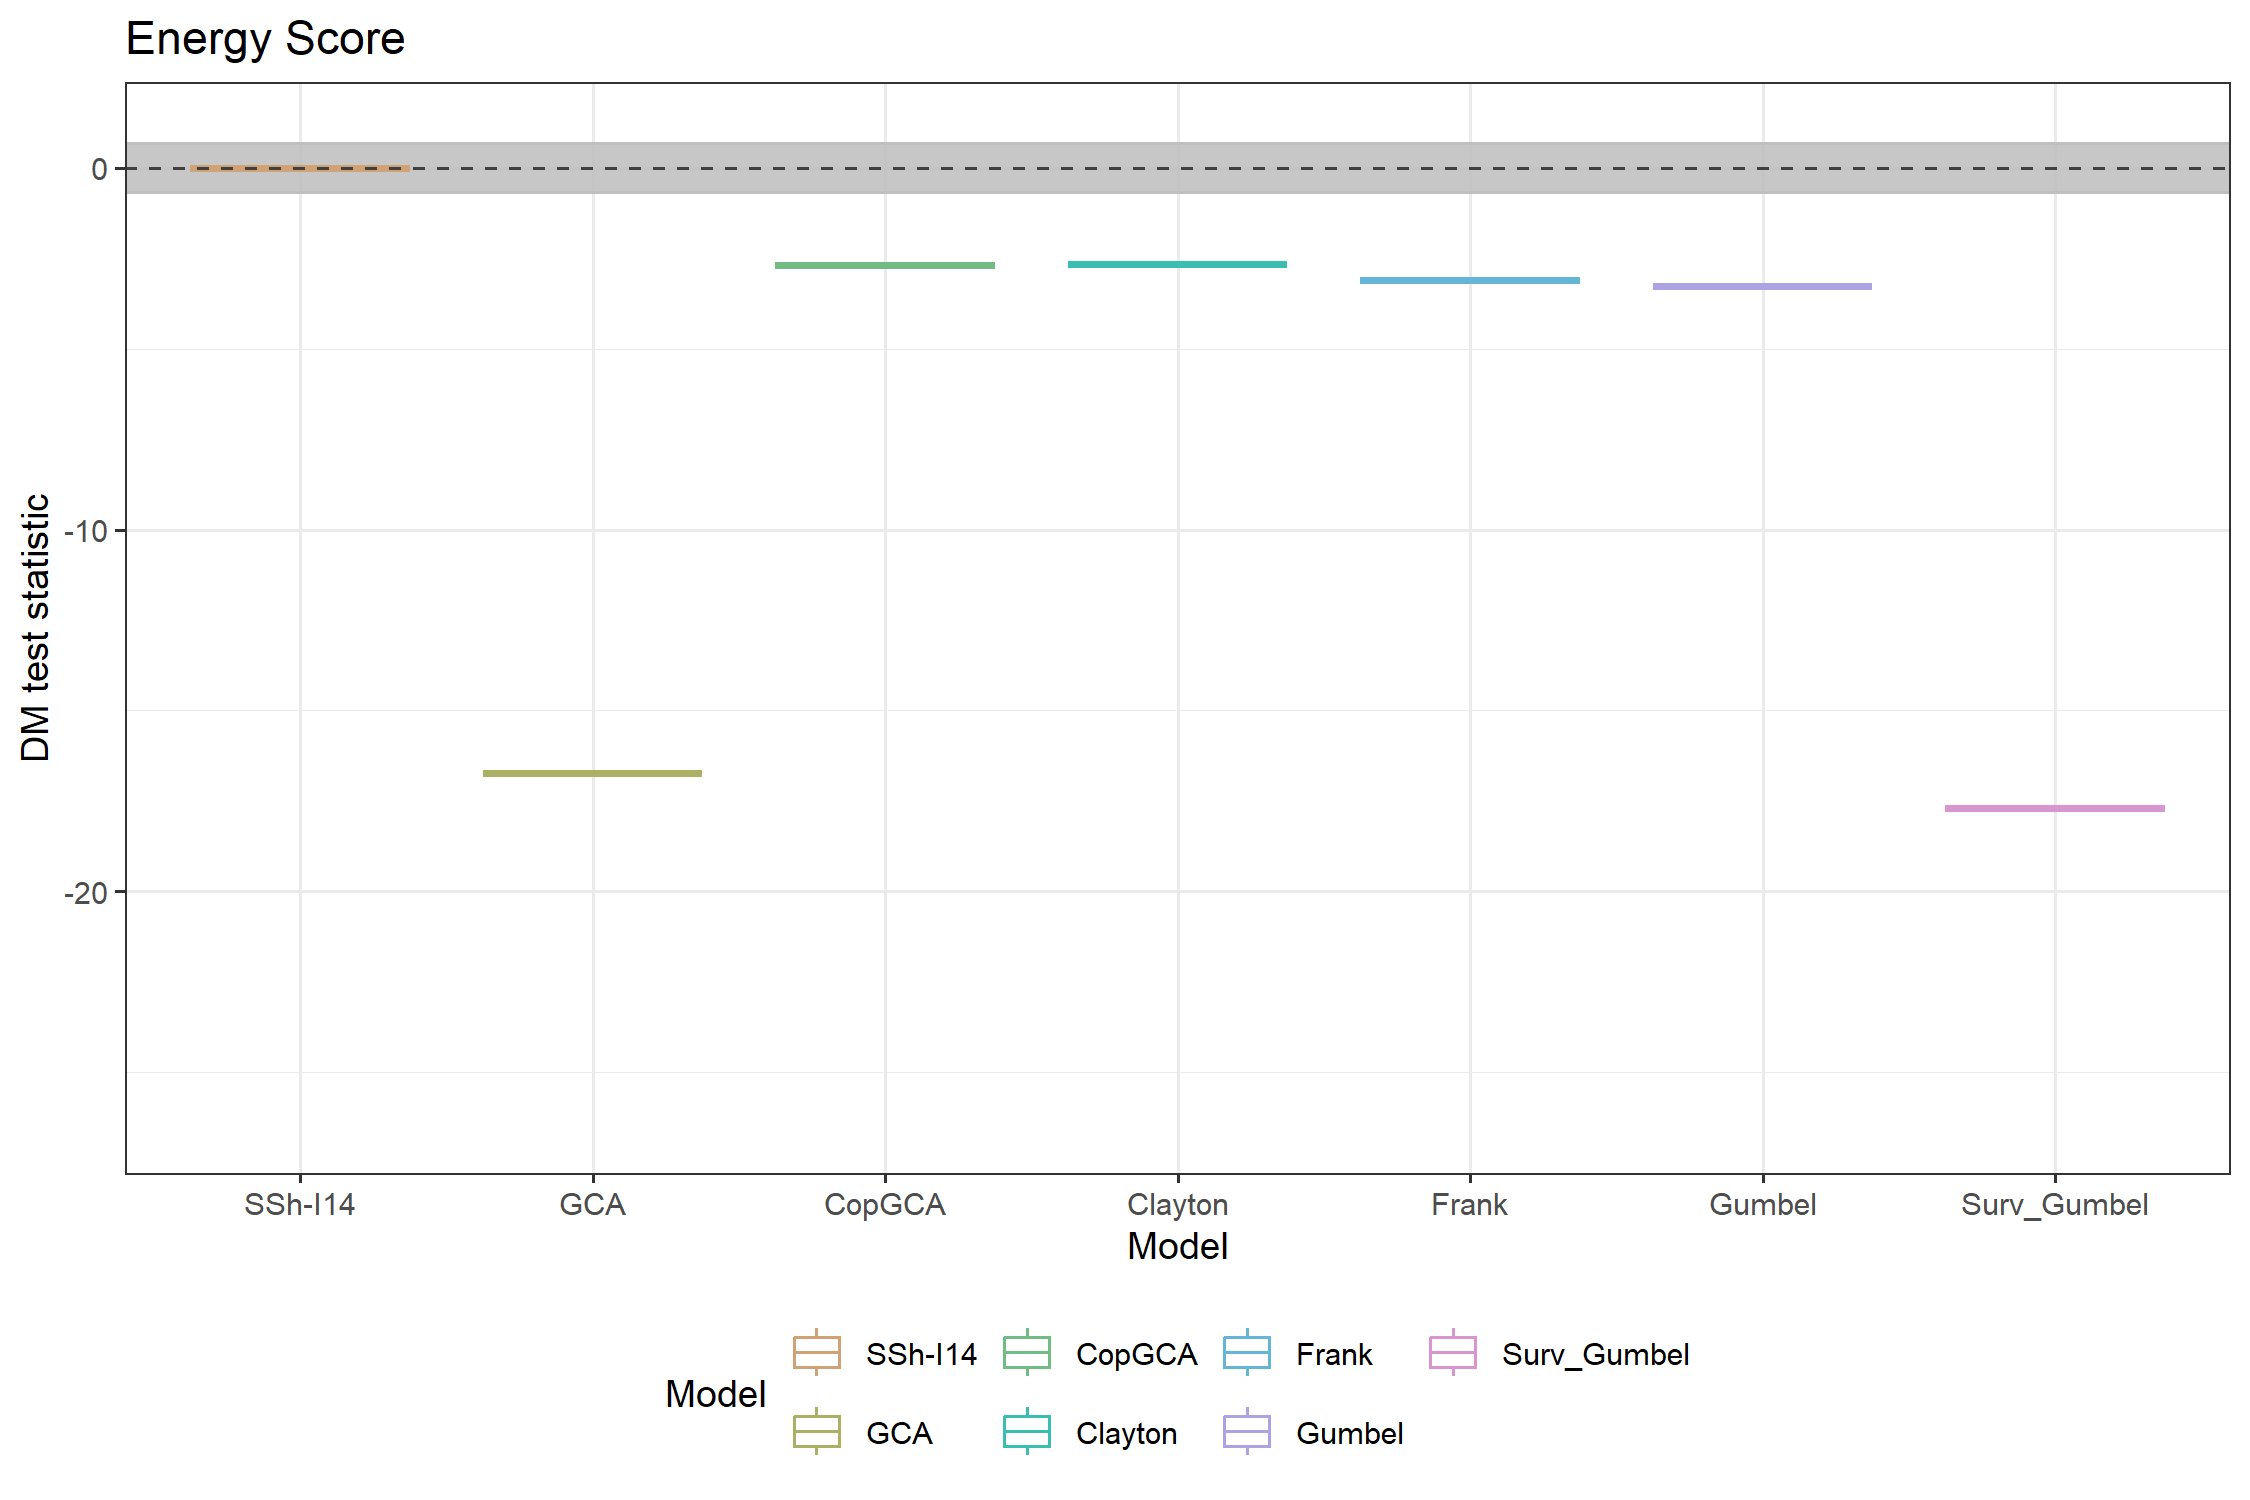 Energy Score
DM test statistic
0
-10
-20
SSh-I14 GCA CopGCA Clayton Frank Gumbel Surv_Gumbel
Model
Model
SSh-I14 CopGCA Frank Surv_Gumbel
GCA Clayton Gumbel